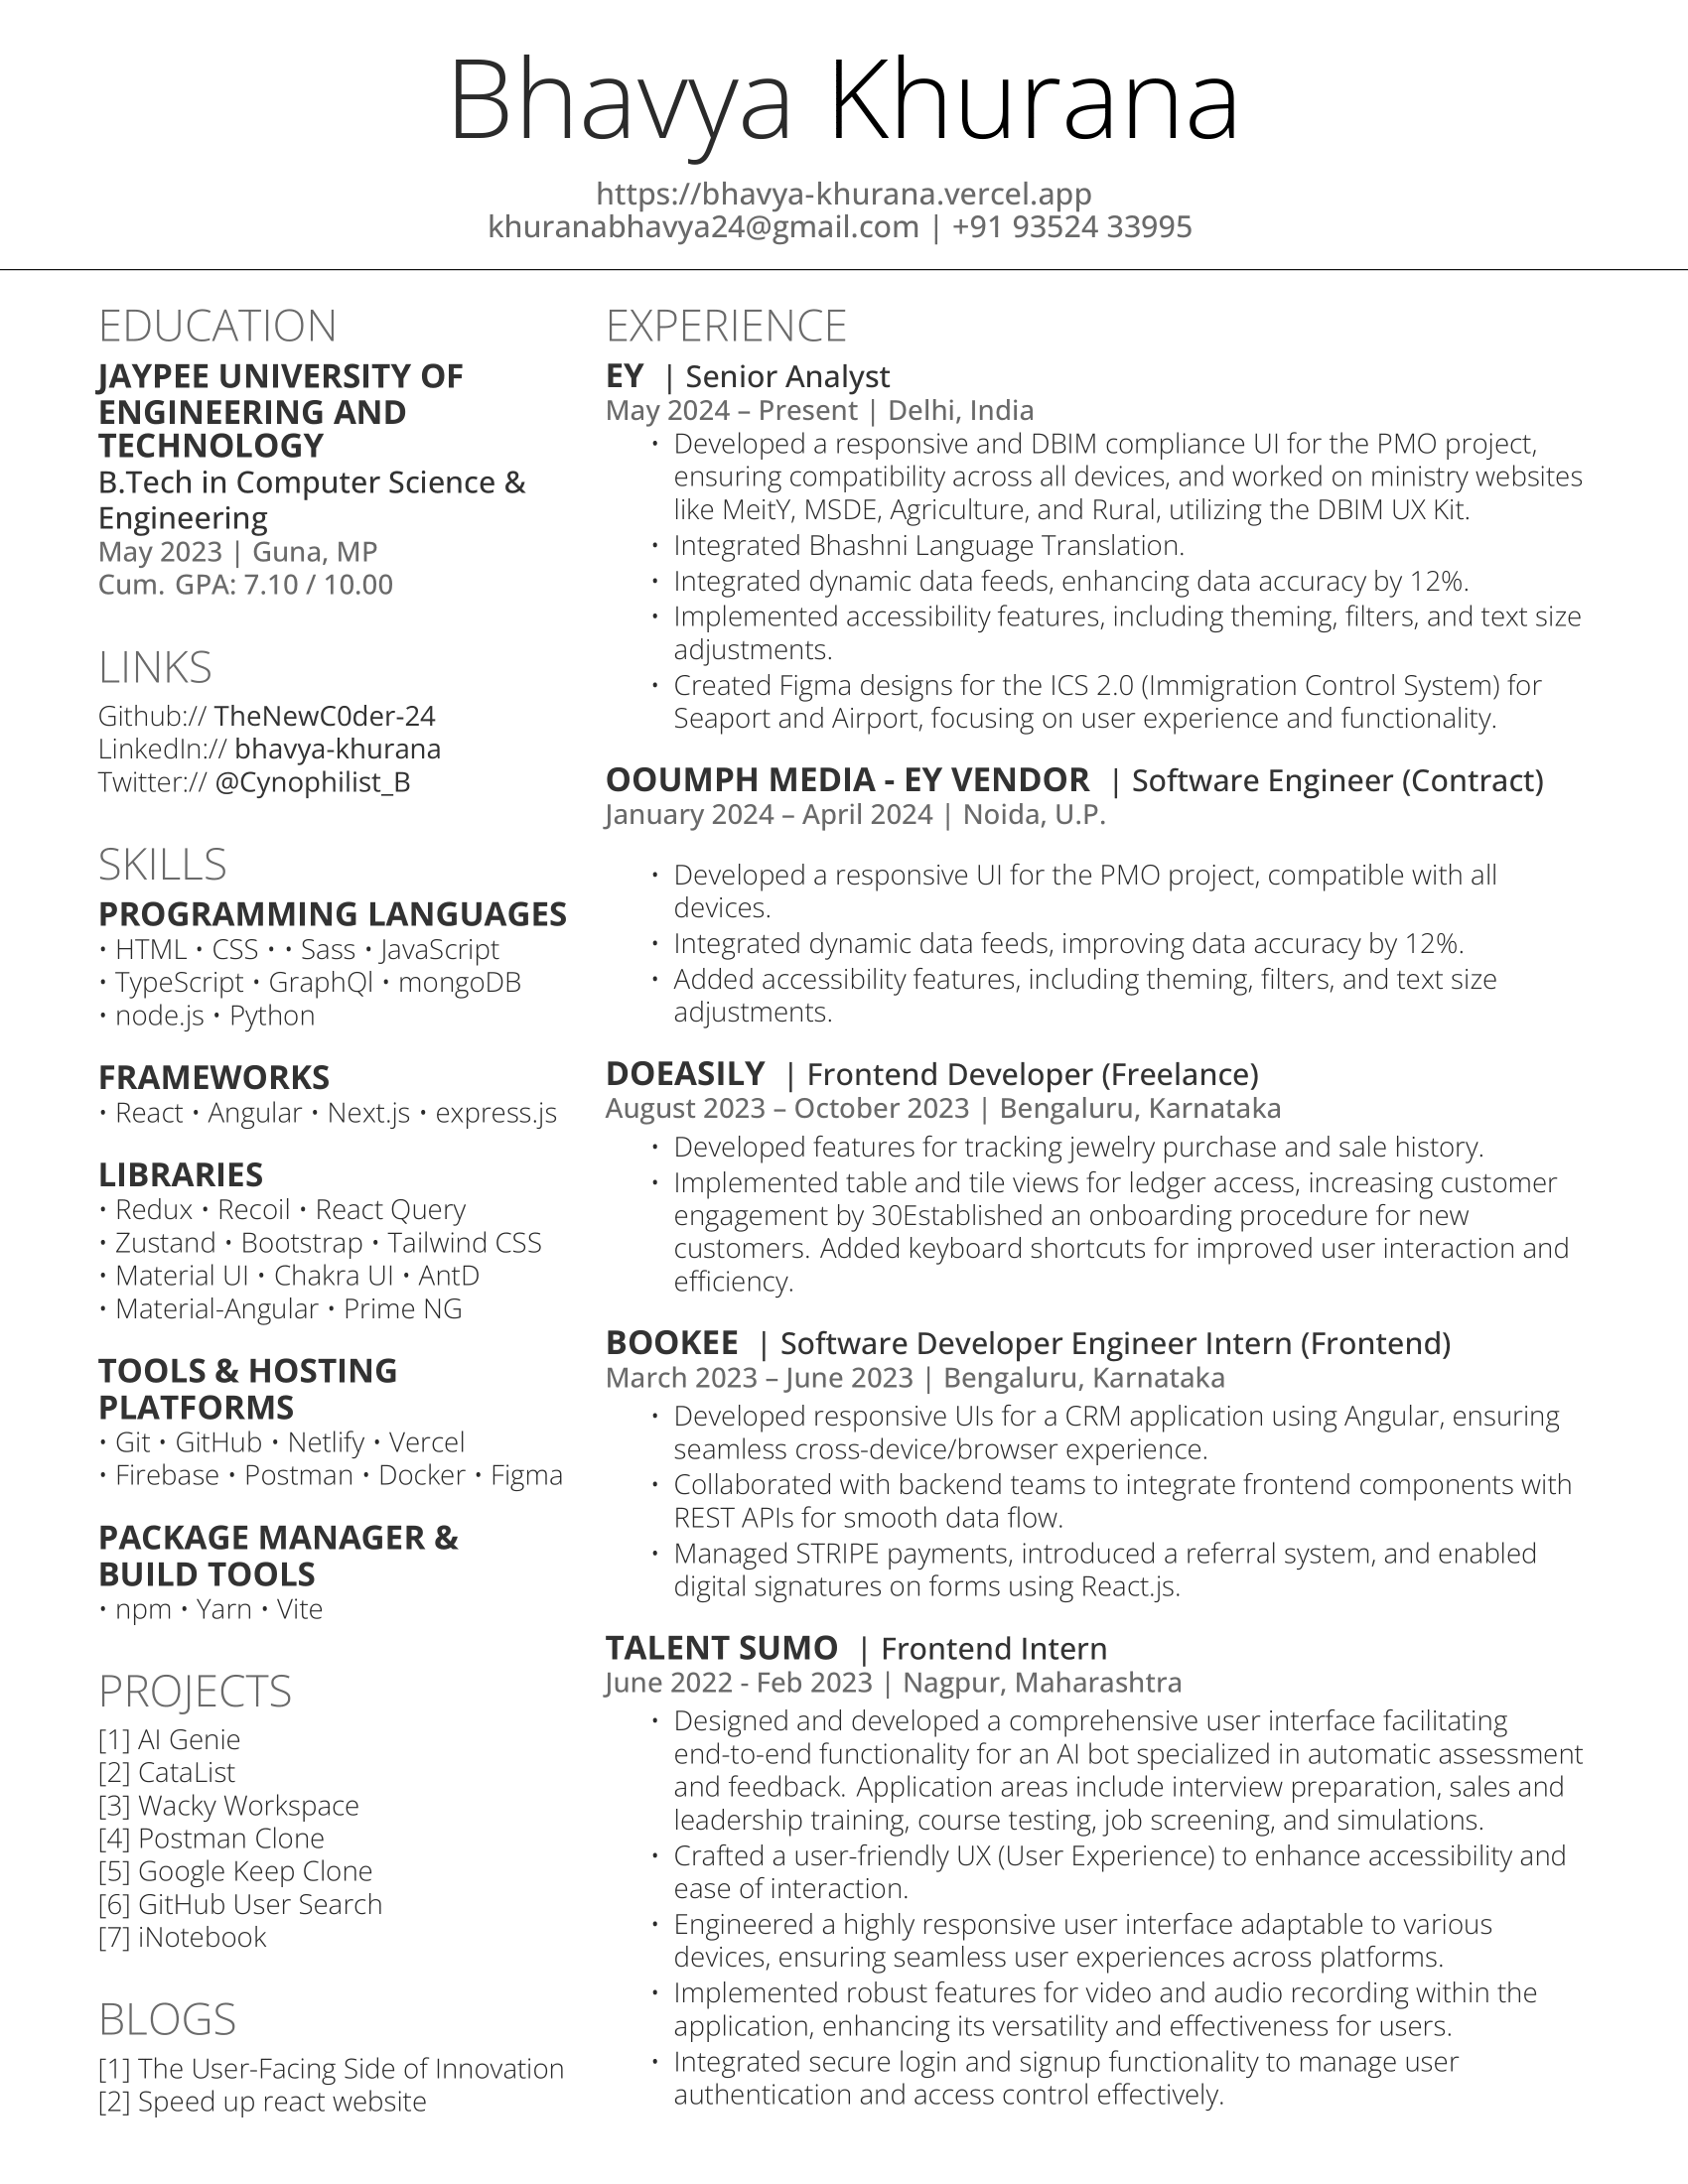 Bhavya Khurana
https://bhavya-khurana.vercel.app
khuranabhavya24@gmail.com | +91 93524 33995
EDUCATION
JAYPEE UNIVERSITY OF
ENGINEERING AND
TECHNOLOGY
B.Tech in Computer Science &
Engineering
May 2023 | Guna, MP
Cum. GPA: 7.10 / 10.00
LINKS
Github:// TheNewC0der-24
LinkedIn:// bhavya-khurana
Twitter:// @Cynophilist_B
SKILLS
PROGRAMMING LANGUAGES
• HTML • CSS • • Sass • JavaScript
• TypeScript • GraphQl • mongoDB
• node.js • Python
FRAMEWORKS
• React • Angular • Next.js • express.js
LIBRARIES
• Redux • Recoil • React Query
• Zustand • Bootstrap • Tailwind CSS
• Material UI • Chakra UI • AntD
• Material-Angular • Prime NG
TOOLS & HOSTING
PLATFORMS
• Git • GitHub • Netlify • Vercel
• Firebase • Postman • Docker • Figma
PACKAGE MANAGER &
BUILD TOOLS
• npm • Yarn • Vite
PROJECTS
[1] AI Genie
[2] CataList
[3] Wacky Workspace
[4] Postman Clone
[5] Google Keep Clone
[6] GitHub User Search
[7] iNotebook
BLOGS
[1] The User-Facing Side of Innovation
[2] Speed up react website
EXPERIENCE
EY | Senior Analyst
May 2024 – Present | Delhi, India
• Developed a responsive and DBIM compliance UI for the PMO project,
ensuring compatibility across all devices, and worked on ministry websites
like MeitY, MSDE, Agriculture, and Rural, utilizing the DBIM UX Kit.
• Integrated Bhashni Language Translation.
• Integrated dynamic data feeds, enhancing data accuracy by 12%.
• Implemented accessibility features, including theming, filters, and text size
adjustments.
• Created Figma designs for the ICS 2.0 (Immigration Control System) for
Seaport and Airport, focusing on user experience and functionality.
OOUMPH MEDIA - EY VENDOR | Software Engineer (Contract)
January 2024 – April 2024 | Noida, U.P.
• Developed a responsive UI for the PMO project, compatible with all
devices.
• Integrated dynamic data feeds, improving data accuracy by 12%.
• Added accessibility features, including theming, filters, and text size
adjustments.
DOEASILY | Frontend Developer (Freelance)
August 2023 – October 2023 | Bengaluru, Karnataka
• Developed features for tracking jewelry purchase and sale history.
• Implemented table and tile views for ledger access, increasing customer
engagement by 30Established an onboarding procedure for new
customers. Added keyboard shortcuts for improved user interaction and
efficiency.
BOOKEE | Software Developer Engineer Intern (Frontend)
March 2023 – June 2023 | Bengaluru, Karnataka
• Developed responsive UIs for a CRM application using Angular, ensuring
seamless cross-device/browser experience.
• Collaborated with backend teams to integrate frontend components with
REST APIs for smooth data flow.
• Managed STRIPE payments, introduced a referral system, and enabled
digital signatures on forms using React.js.
TALENT SUMO | Frontend Intern
June 2022 - Feb 2023 | Nagpur, Maharashtra
• Designed and developed a comprehensive user interface facilitating
end-to-end functionality for an AI bot specialized in automatic assessment
and feedback. Application areas include interview preparation, sales and
leadership training, course testing, job screening, and simulations.
• Crafted a user-friendly UX (User Experience) to enhance accessibility and
ease of interaction.
• Engineered a highly responsive user interface adaptable to various
devices, ensuring seamless user experiences across platforms.
• Implemented robust features for video and audio recording within the
application, enhancing its versatility and effectiveness for users.
• Integrated secure login and signup functionality to manage user
authentication and access control effectively.